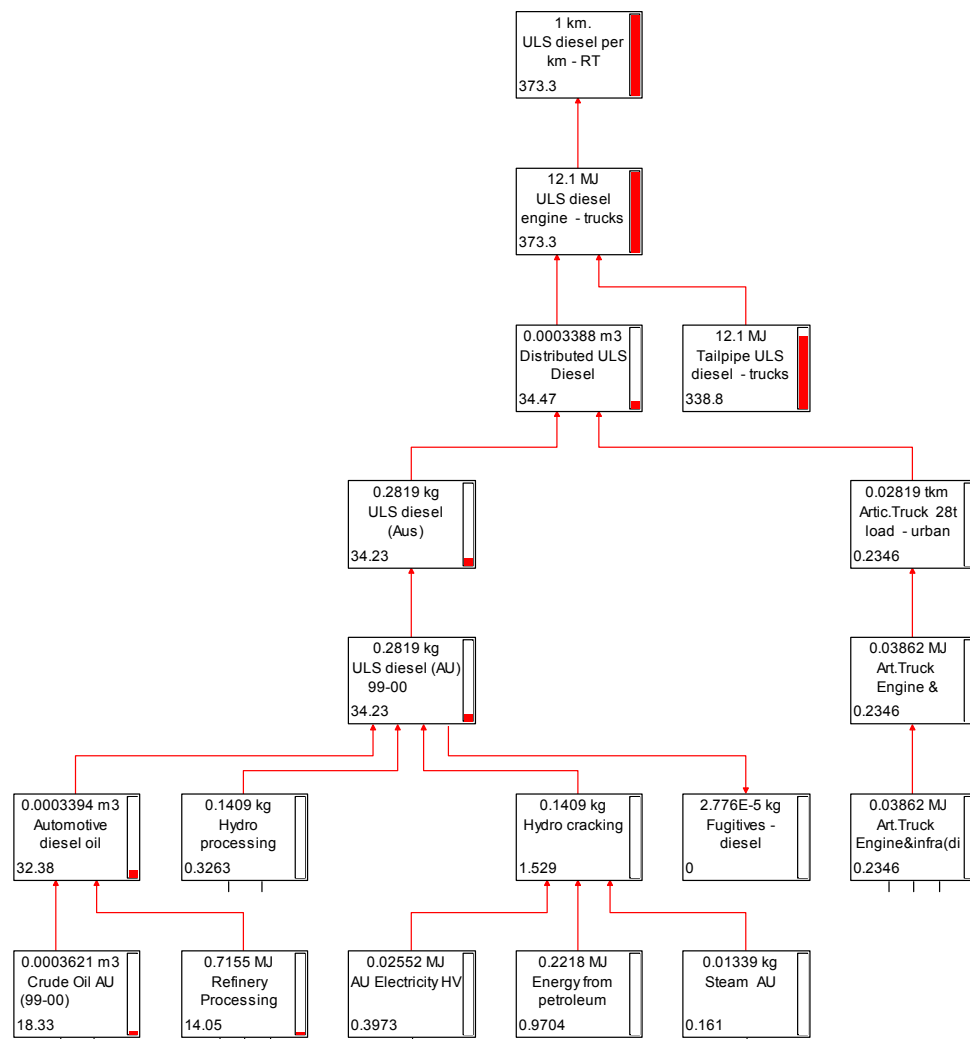 1 km.
ULS diesel per
km - RT
373.3
12.1 MJ
ULS diesel
engine - trucks
373.3
0.0003388 m3
Distributed ULS
Diesel
34.47
12.1 MJ
Tailpipe ULS
diesel - trucks
338.8
0.2819 kg
ULS diesel
(Aus)
34.23
0.02819 tkm
Artic.Truck 28t
load - urban
0.2346
0.2819 kg
ULS diesel (AU)
99-00
34.23
0.03862 MJ
Art.Truck
Engine &
0.2346
0.0003394 m3
Automotive
diesel oil
32.38
0.1409 kg
Hydro
processing
0.3263
0.1409 kg
Hydro cracking
1.529
2.776E-5 kg
Fugitives -
diesel
0
0.03862 MJ
Art.Truck
Engine&infra(di
0.2346
0.0003621 m3
Crude Oil AU
(99-00)
18.33
0.7155 MJ
Refinery
Processing
14.05
0.02552 MJ
AU Electricity HV
0.3973
0.2218 MJ
Energy from
petroleum
0.9704
0.01339 kg
Steam AU
0.161